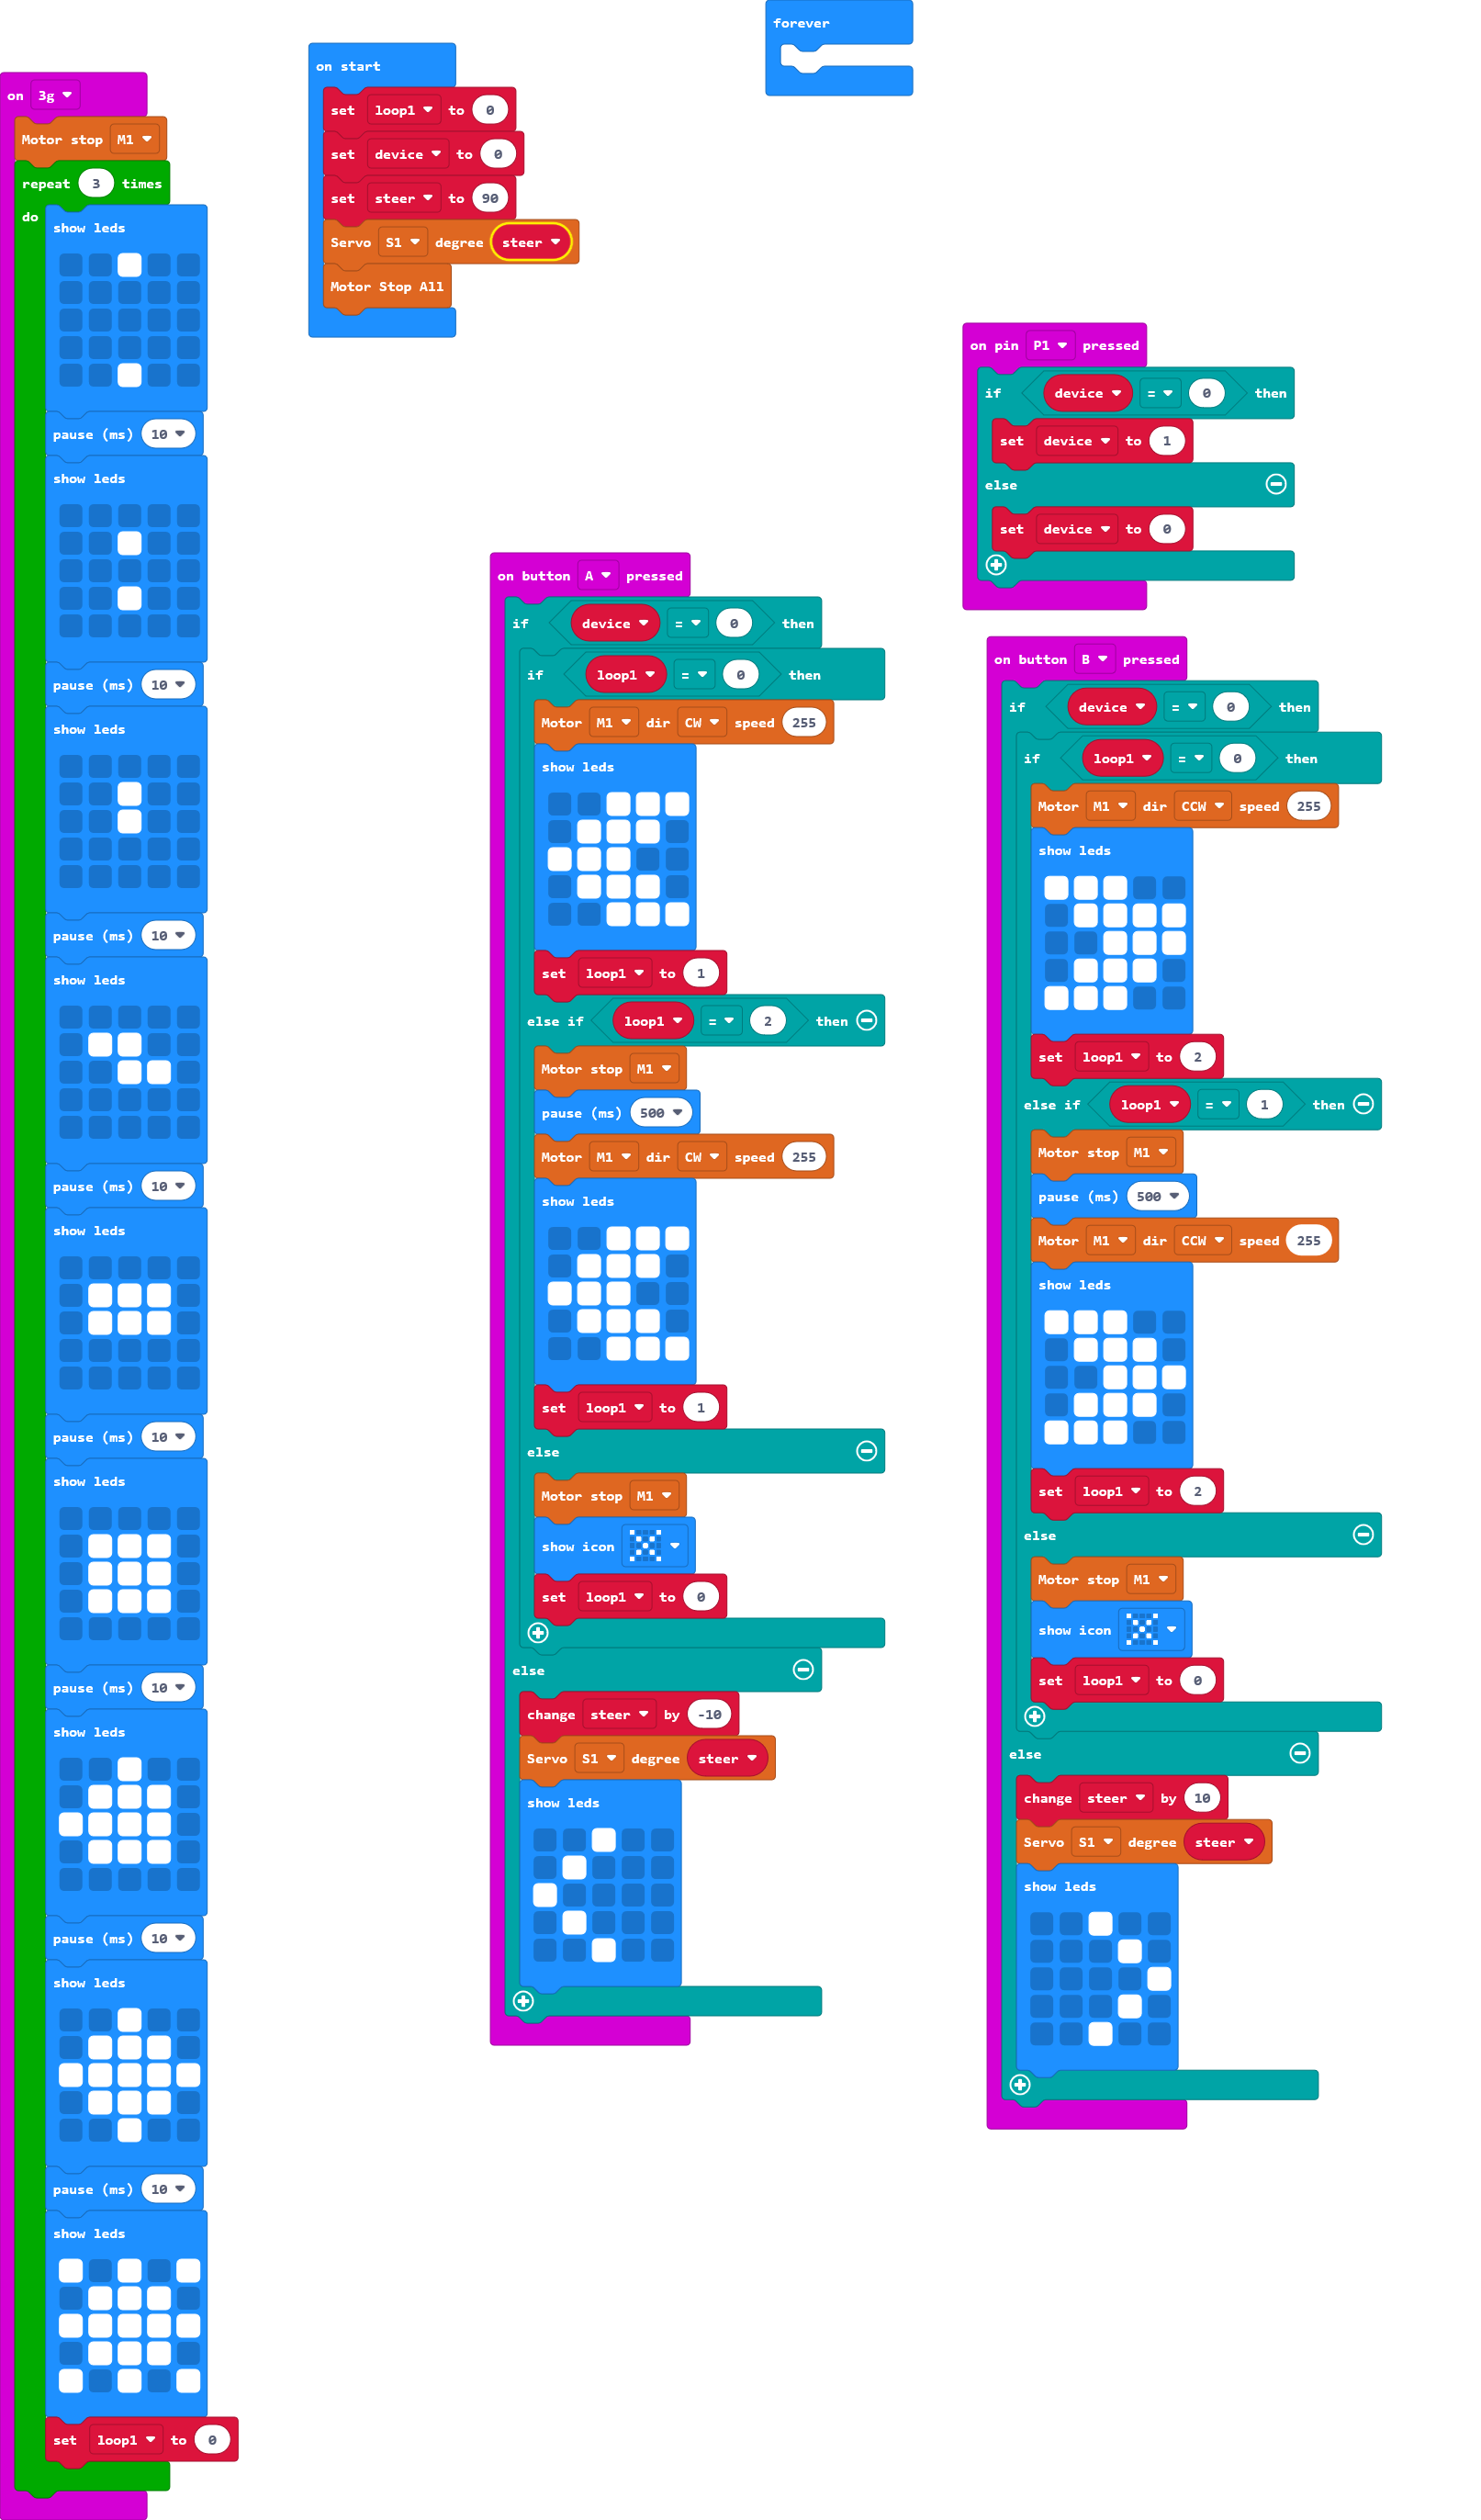 forever
on start
set loop1 to 0
set device to 0
set steer to 90
Servo S1 degree steer
Motor Stop All
on 3g
Motor stop M1
repeat 3 times
do
show leds
pause (ms) 10
show leds
pause (ms) 10
show leds
pause (ms) 10
show leds
pause (ms) 10
show leds
pause (ms) 10
show leds
pause (ms) 10
show leds
pause (ms) 10
show leds
pause (ms) 10
show leds
set loop1 to 0
on button A pressed
if device = 0 then
if loop1 = 0 then
Motor M1 dir CW speed 255
show leds
set loop1 to 1
else if loop1 = 2 then
Motor stop M1
pause (ms) 500
Motor M1 dir CW speed 255
show leds
set loop1 to 1
else
Motor stop M1
show icon
set loop1 to 0
else
change steer by -10
Servo S1 degree steer
show leds
on pin P1 pressed
if device = 0 then
set device to 1
else
set device to 0
on button B pressed
if device = 0 then
if loop1 = 0 then
Motor M1 dir CCW speed 255
show leds
set loop1 to 2
else if loop1 = 1 then
Motor stop M1
pause (ms) 500
Motor M1 dir CCW speed 255
show leds
set loop1 to 2
else
Motor stop M1
show icon
set loop1 to 0
else
change steer by 10
Servo S1 degree steer
show leds